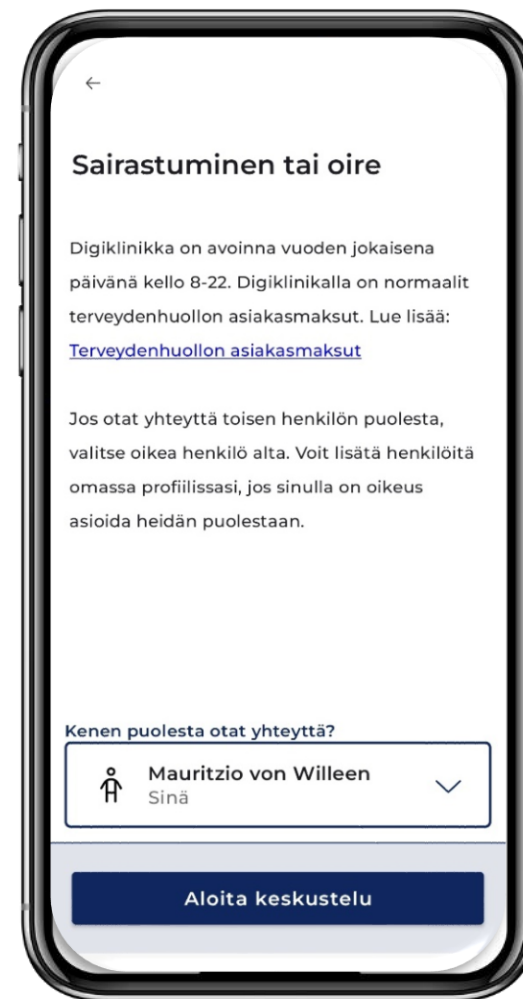 Sairastuminen tai oire
Digiklinikka on avoinna vuoden jokaisena
päivänä kello 8-22. Digiklinikalla on normaalit
terveydenhuollon asiakasmaksut. Lue lisää:
Terveydenhuollon asiakasmaksut
Jos otat yhteyttä toisen henkilön puolesta,
valitse oikea henkilö alta. Voit lisätä henkilöitä
omassa profiilissasi, jos sinulla on oikeus
asioida heidän puolestaan.
Kenen puolesta otat yhteyttä?
Mauritzio von Willeen
Sinä
Aloita keskustelu